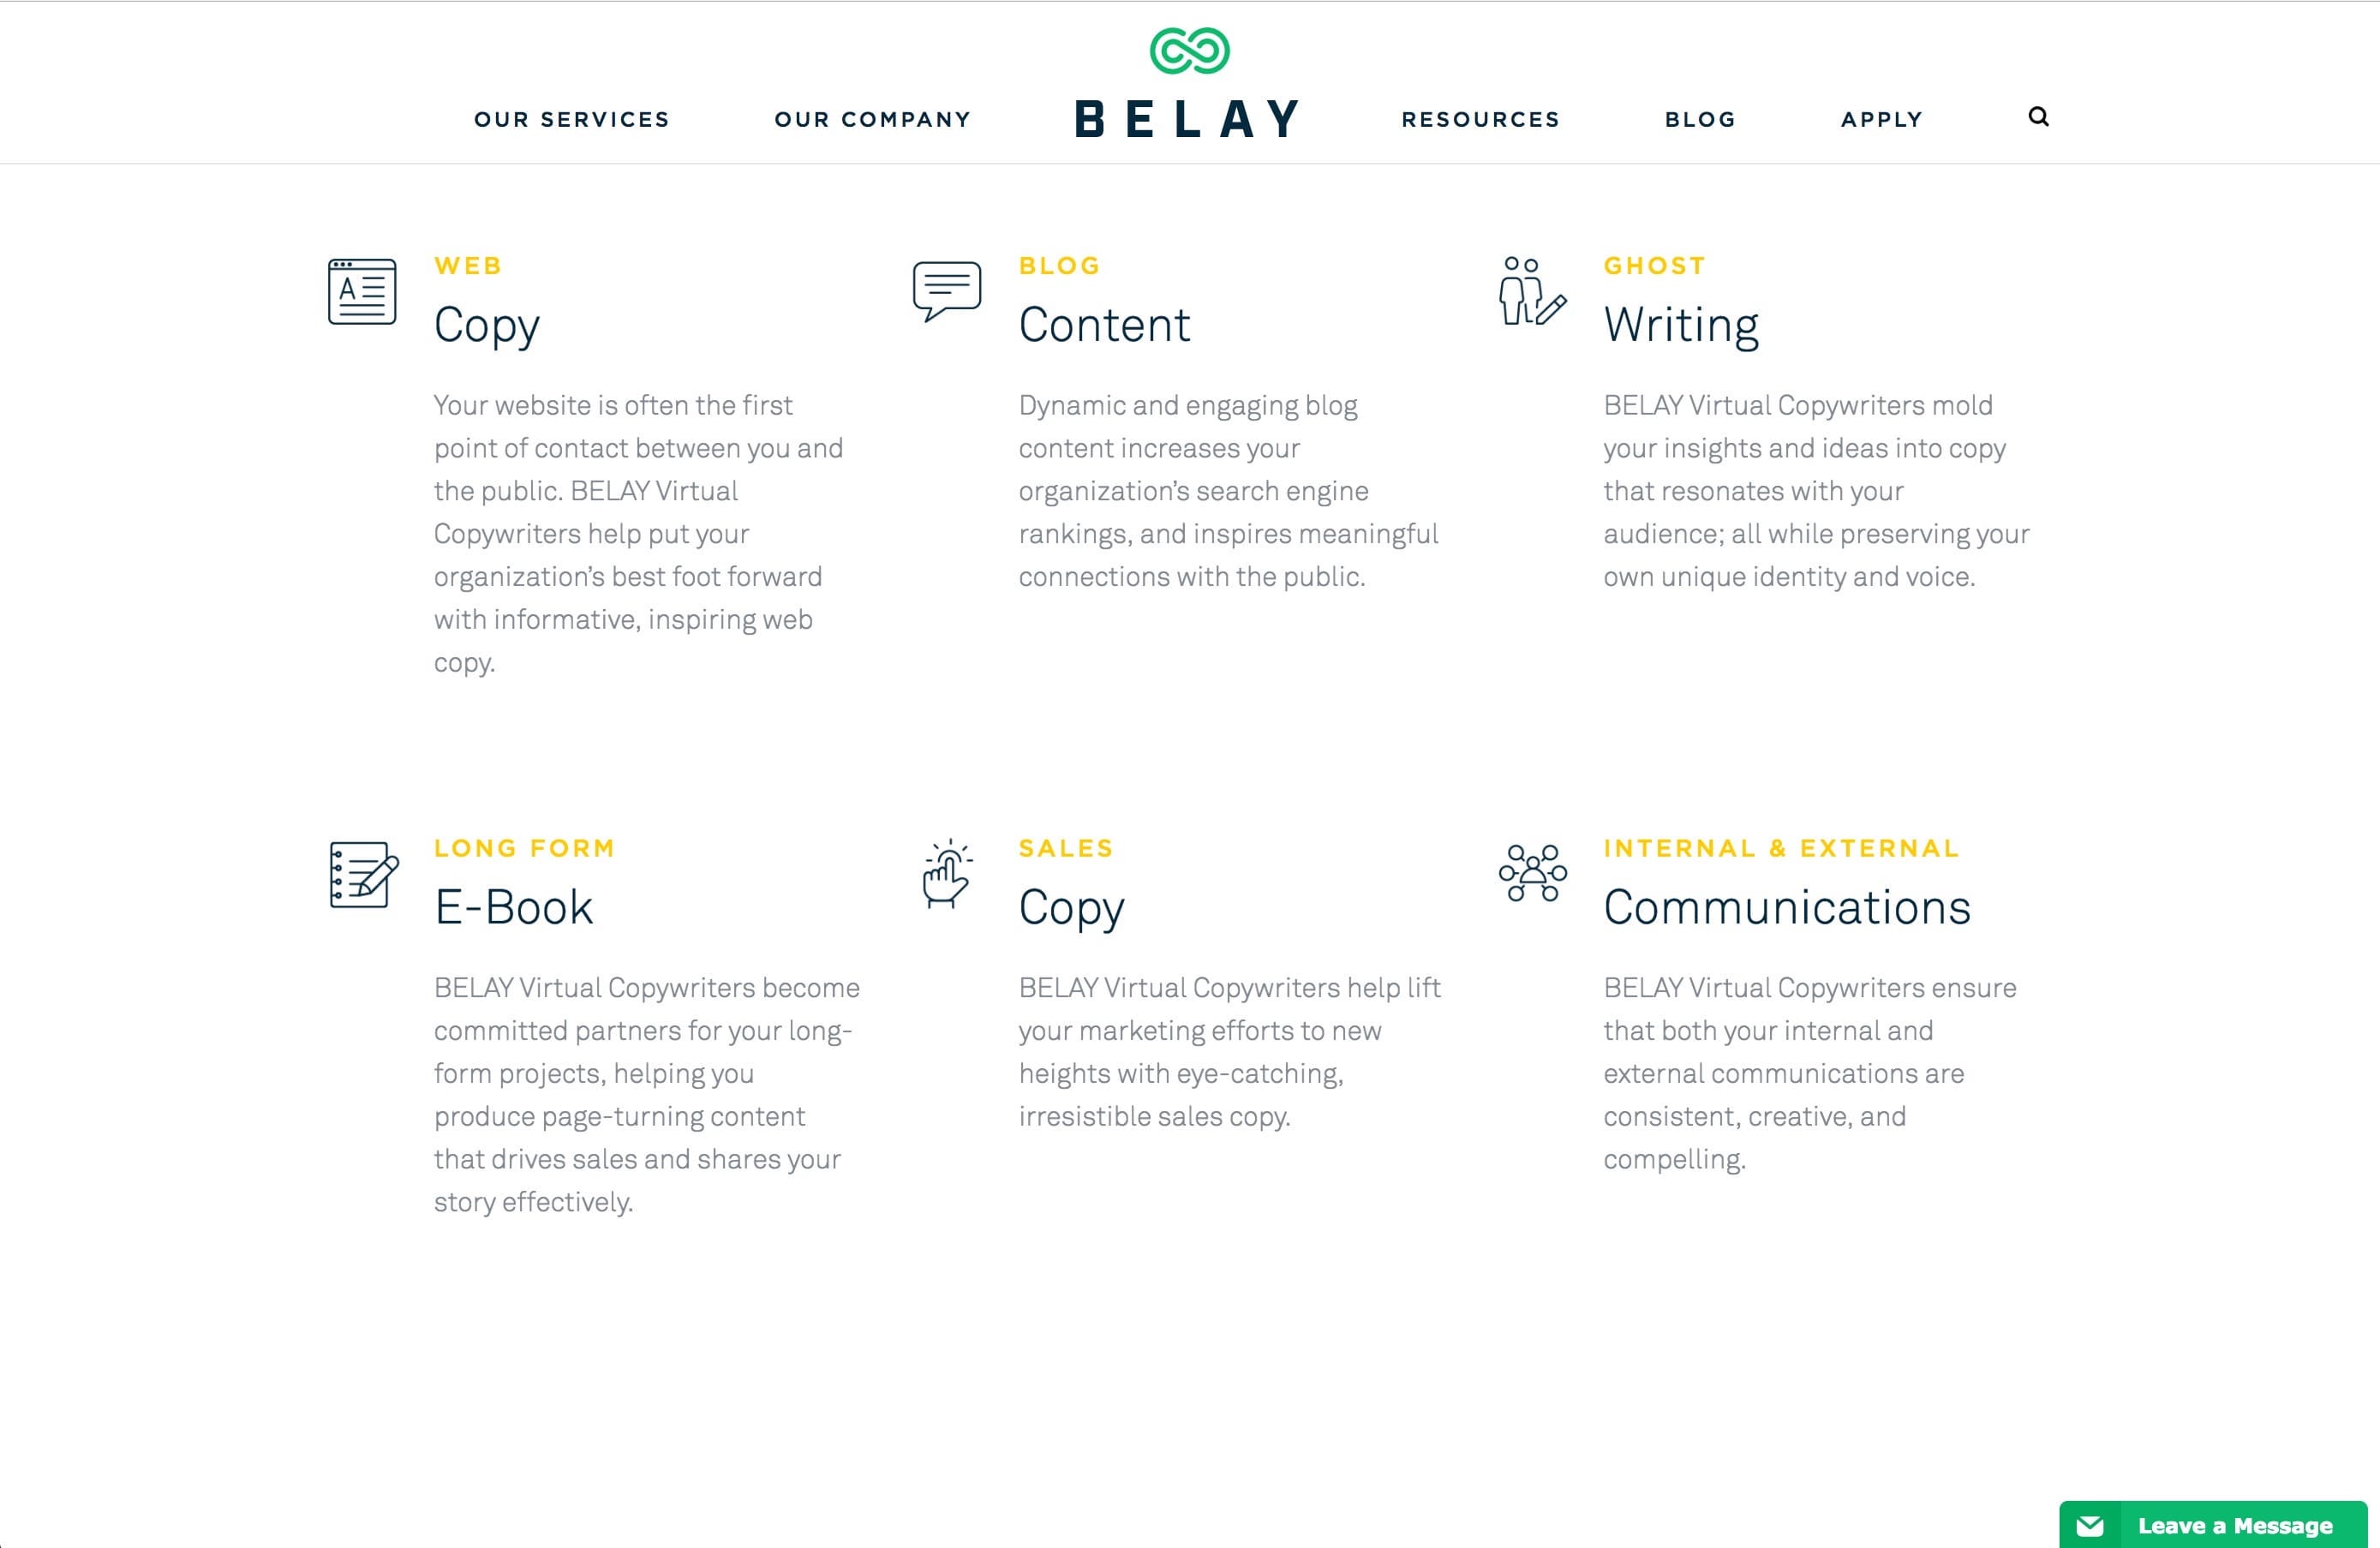 OUR SERVICES
OUR COMPANY
BELAY
RESOURCES
BLOG
APPLY
WEB
Copy
Your website is often the first
point of contact between you and
the public. BELAY Virtual
Copywriters help put your
organization’s best foot forward
with informative, inspiring web
copy.
BLOG
Content
Dynamic and engaging blog
content increases your
organization’s search engine
rankings, and inspires meaningful
connections with the public.
GHOST
Writing
BELAY Virtual Copywriters mold
your insights and ideas into copy
that resonates with your
audience; all while preserving your
own unique identity and voice.
LONG FORM
E-Book
BELAY Virtual Copywriters become
committed partners for your long-
form projects, helping you
produce page-turning content
that drives sales and shares your
story effectively.
SALES
Copy
BELAY Virtual Copywriters help lift
your marketing efforts to new
heights with eye-catching,
irresistible sales copy.
INTERNAL & EXTERNAL
Communications
BELAY Virtual Copywriters ensure
that both your internal and
external communications are
consistent, creative, and
compelling.
Leave a Message